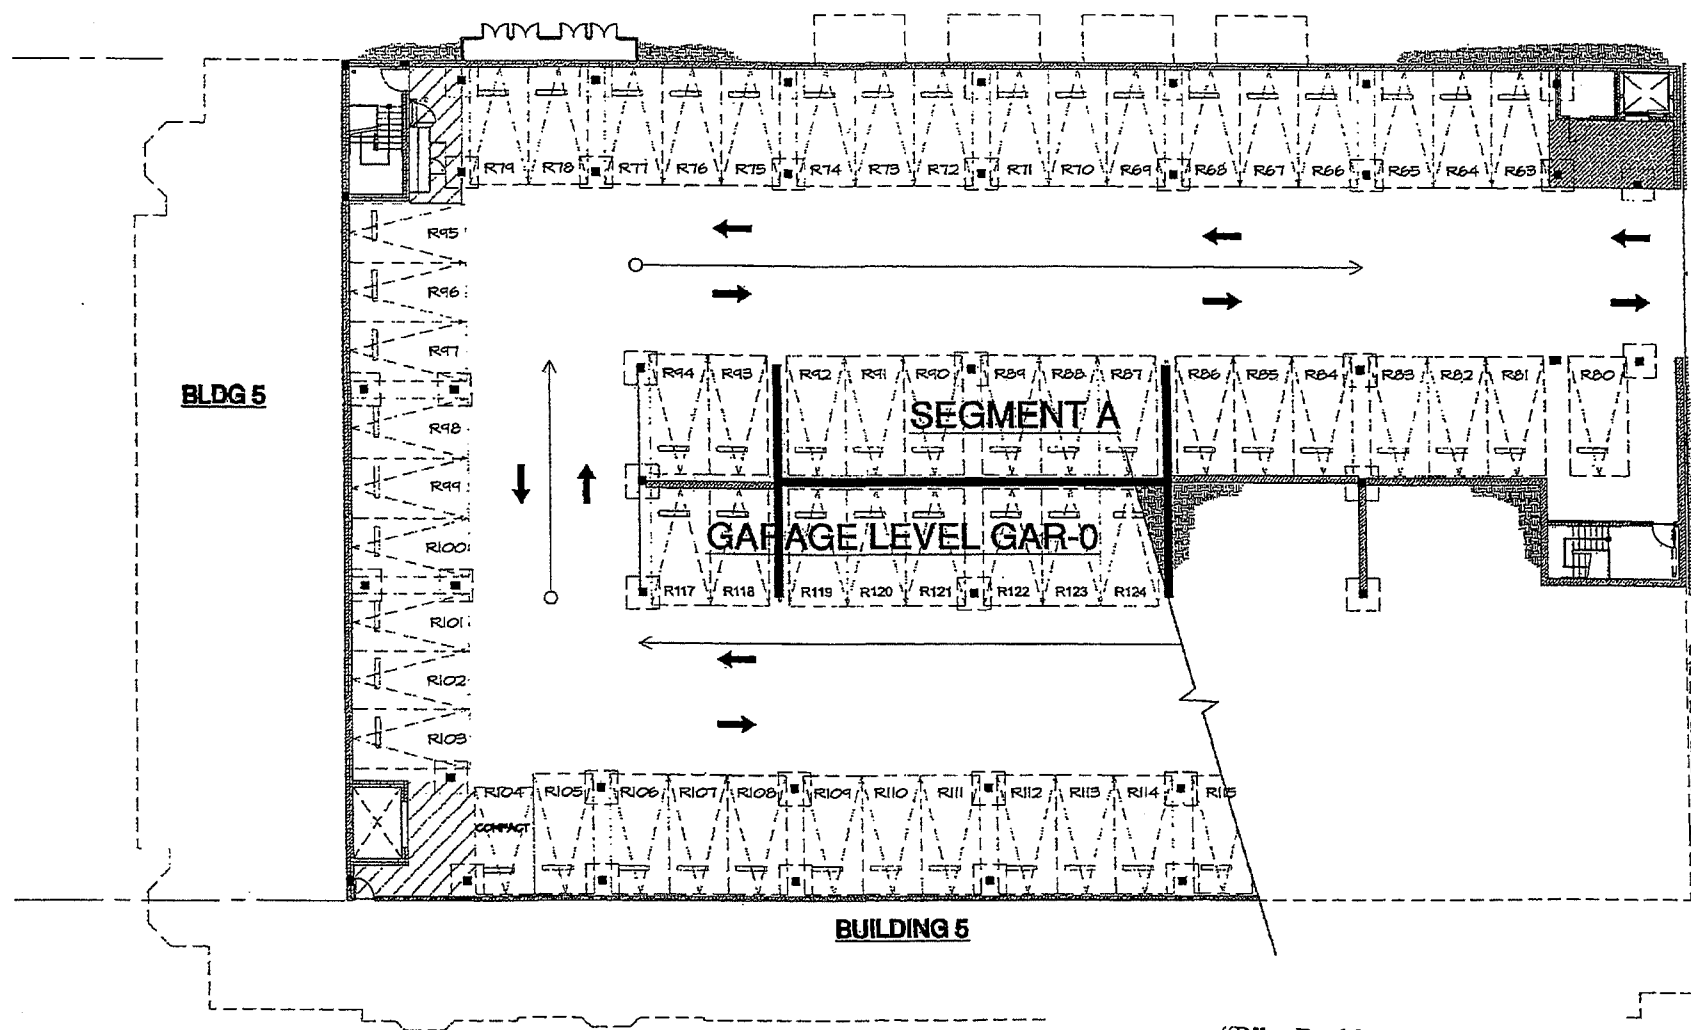 R79 R78 R77 R76 R75 R74 R73 R72 R71 R70 R69 R68 R67 R66 R65 R64 R63
R95
R96
R97
R94 R93 R92 R91 R90 R89 R88 R87 R86 R85 R84 R83 R82 R81 R80
BLDG 5
SEGMENT A
R98
R99
GARAGE LEVEL GAR-0
R100
R117 R118 R119 R120 R121 R122 R123 R124
R101
R102
R103
R104 R105 R106 R107 R108 R109 R110 R111 R112 R113 R114 R115
COMPACT
BUILDING 5